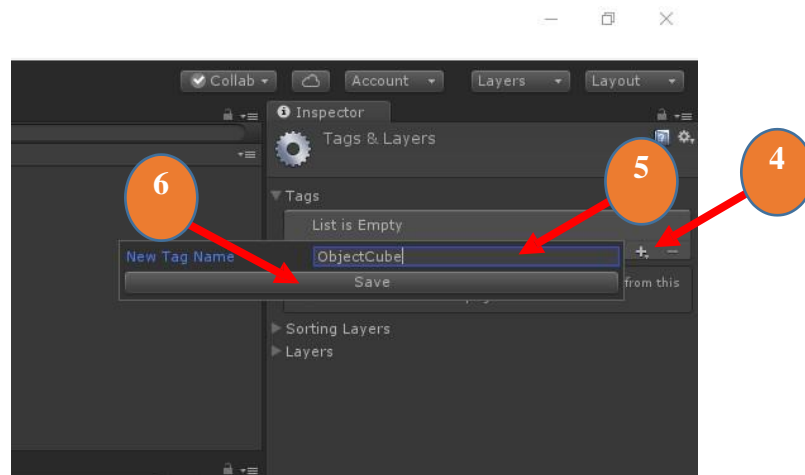 Collab Account Layers Layout
Inspector
Tags & Layers
4
5
6
Tags
List is Empty
New Tag Name ObjectCube
Save
from this
Sorting Layers
Layers